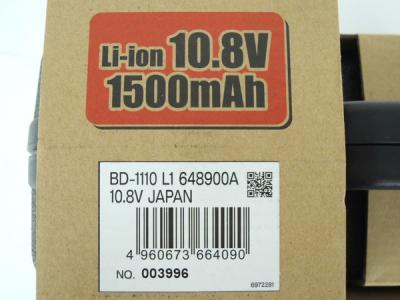 Li-ion 10.8V
1500mAh
BD-1110 L1 648900A
10.8V JAPAN
4 960673 664090
NO. 003996
6972281